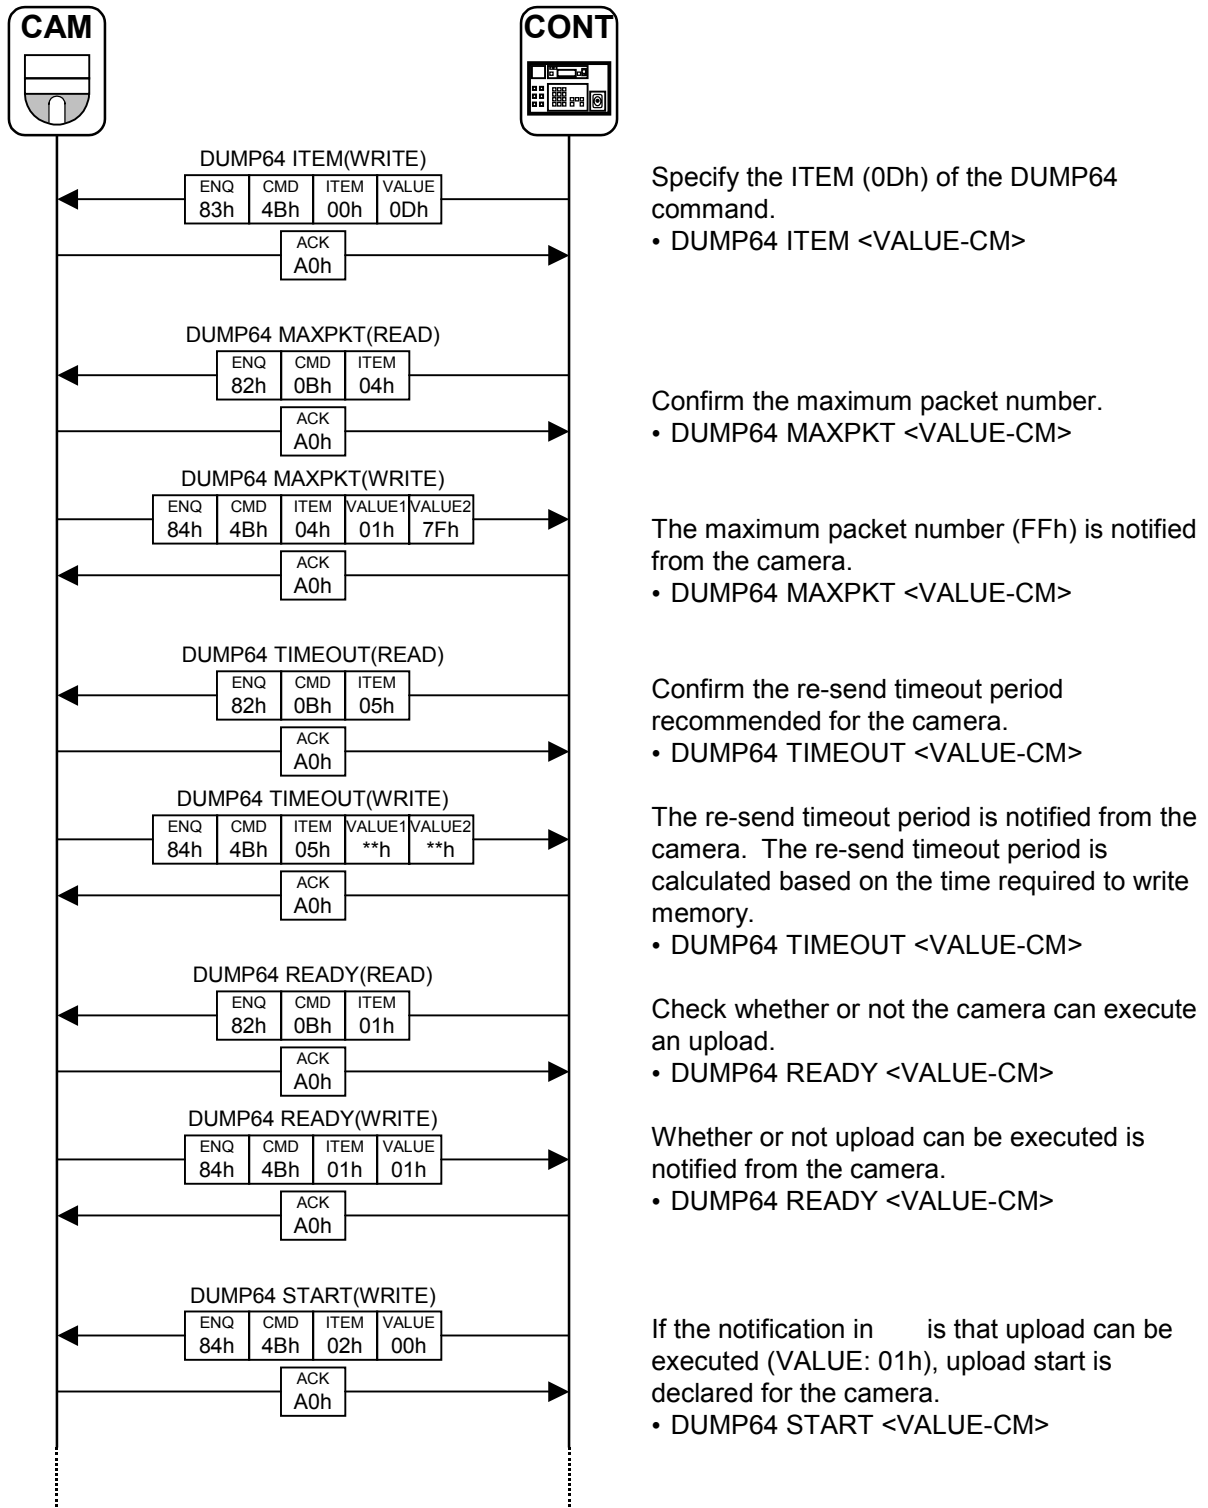 CAM
CONT
DUMP64 ITEM(WRITE)
ENQ CMD ITEM VALUE
83h 4Bh 00h 0Dh
ACK
A0h
Specify the ITEM (0Dh) of the DUMP64
command.
• DUMP64 ITEM <VALUE-CM>
DUMP64 MAXPKT(READ)
ENQ CMD ITEM
82h 0Bh 04h
ACK
A0h
Confirm the maximum packet number.
• DUMP64 MAXPKT <VALUE-CM>
DUMP64 MAXPKT(WRITE)
ENQ CMD ITEM VALUE1 VALUE2
84h 4Bh 04h 01h 7Fh
ACK
A0h
The maximum packet number (FFh) is notified
from the camera.
• DUMP64 MAXPKT <VALUE-CM>
DUMP64 TIMEOUT(READ)
ENQ CMD ITEM
82h 0Bh 05h
ACK
A0h
Confirm the re-send timeout period
recommended for the camera.
• DUMP64 TIMEOUT <VALUE-CM>
DUMP64 TIMEOUT(WRITE)
ENQ CMD ITEM VALUE1 VALUE2
84h 4Bh 05h **h **h
ACK
A0h
The re-send timeout period is notified from the
camera. The re-send timeout period is
calculated based on the time required to write
memory.
• DUMP64 TIMEOUT <VALUE-CM>
DUMP64 READY(READ)
ENQ CMD ITEM
82h 0Bh 01h
ACK
A0h
Check whether or not the camera can execute
an upload.
• DUMP64 READY <VALUE-CM>
DUMP64 READY(WRITE)
ENQ CMD ITEM VALUE
84h 4Bh 01h 01h
ACK
A0h
Whether or not upload can be executed is
notified from the camera.
• DUMP64 READY <VALUE-CM>
DUMP64 START(WRITE)
ENQ CMD ITEM VALUE
84h 4Bh 02h 00h
ACK
A0h
If the notification in is that upload can be
executed (VALUE: 01h), upload start is
declared for the camera.
• DUMP64 START <VALUE-CM>